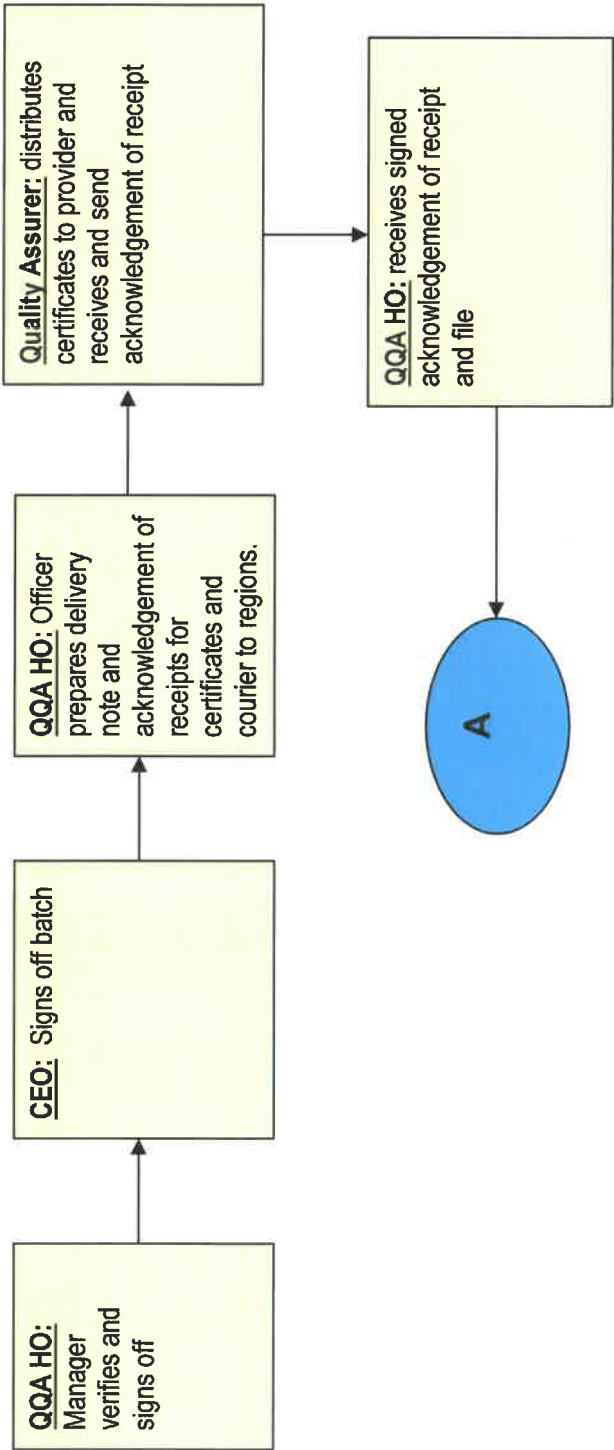 QQA HO:
Manager
verifies and
signs off
CEO: Signs off batch
QQA HO: Officer
prepares delivery
note and
acknowledgement of
receipts for
certificates and
courier to regions.
Quality Assurer: distributes
certificates to provider and
receives and send
acknowledgement of receipt
QQA HO: receives signed
acknowledgement of receipt
and file
A